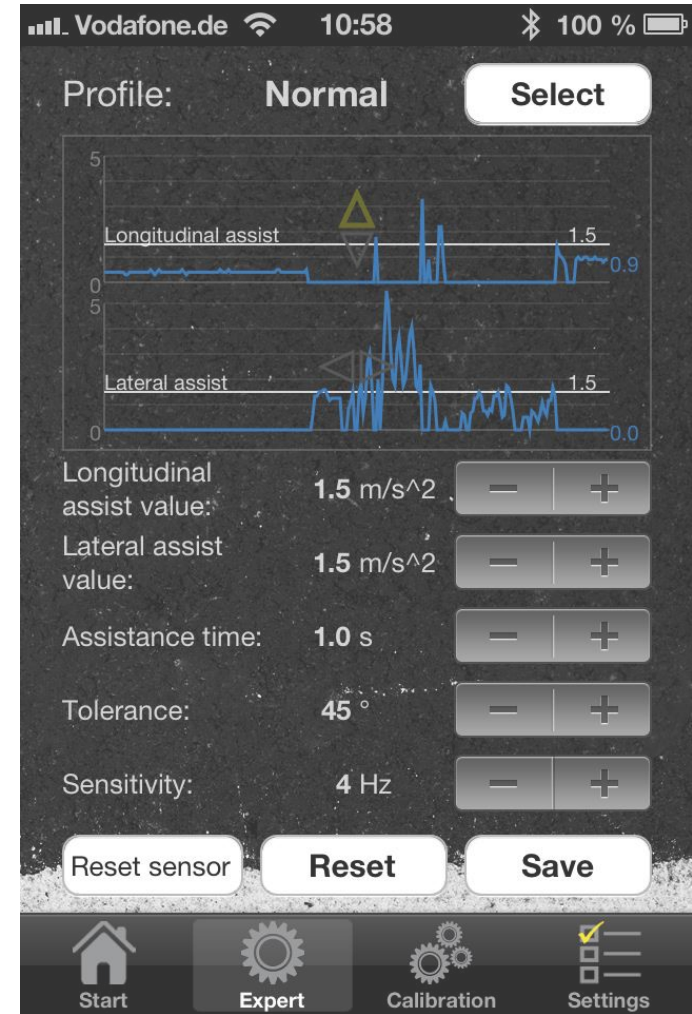 Vodafone.de 10:58 100 %
Profile: Normal Select
5
Longitudinal assist 1.5
0.9
0
5
Lateral assist 1.5
0 0.0
Longitudinal
assist value: 1.5 m/s^2 − +
Lateral assist
value: 1.5 m/s^2 − +
Assistance time: 1.0 s − +
Tolerance: 45 ° − +
Sensitivity: 4 Hz − +
Reset sensor Reset Save
Start Expert Calibration Settings